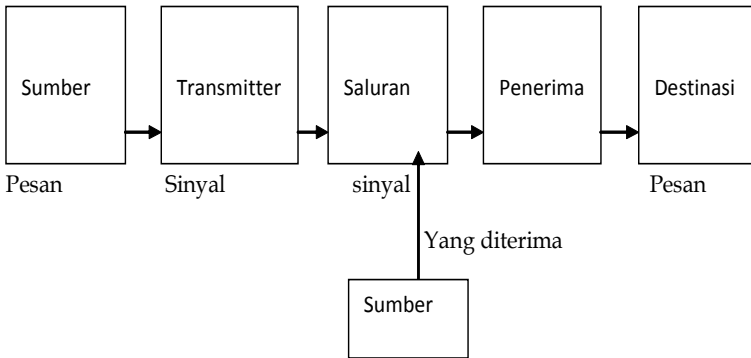 Sumber
Transmitter
Saluran
Penerima
Destinasi
Pesan
Sinyal
sinyal
Pesan
Yang diterima
Sumber